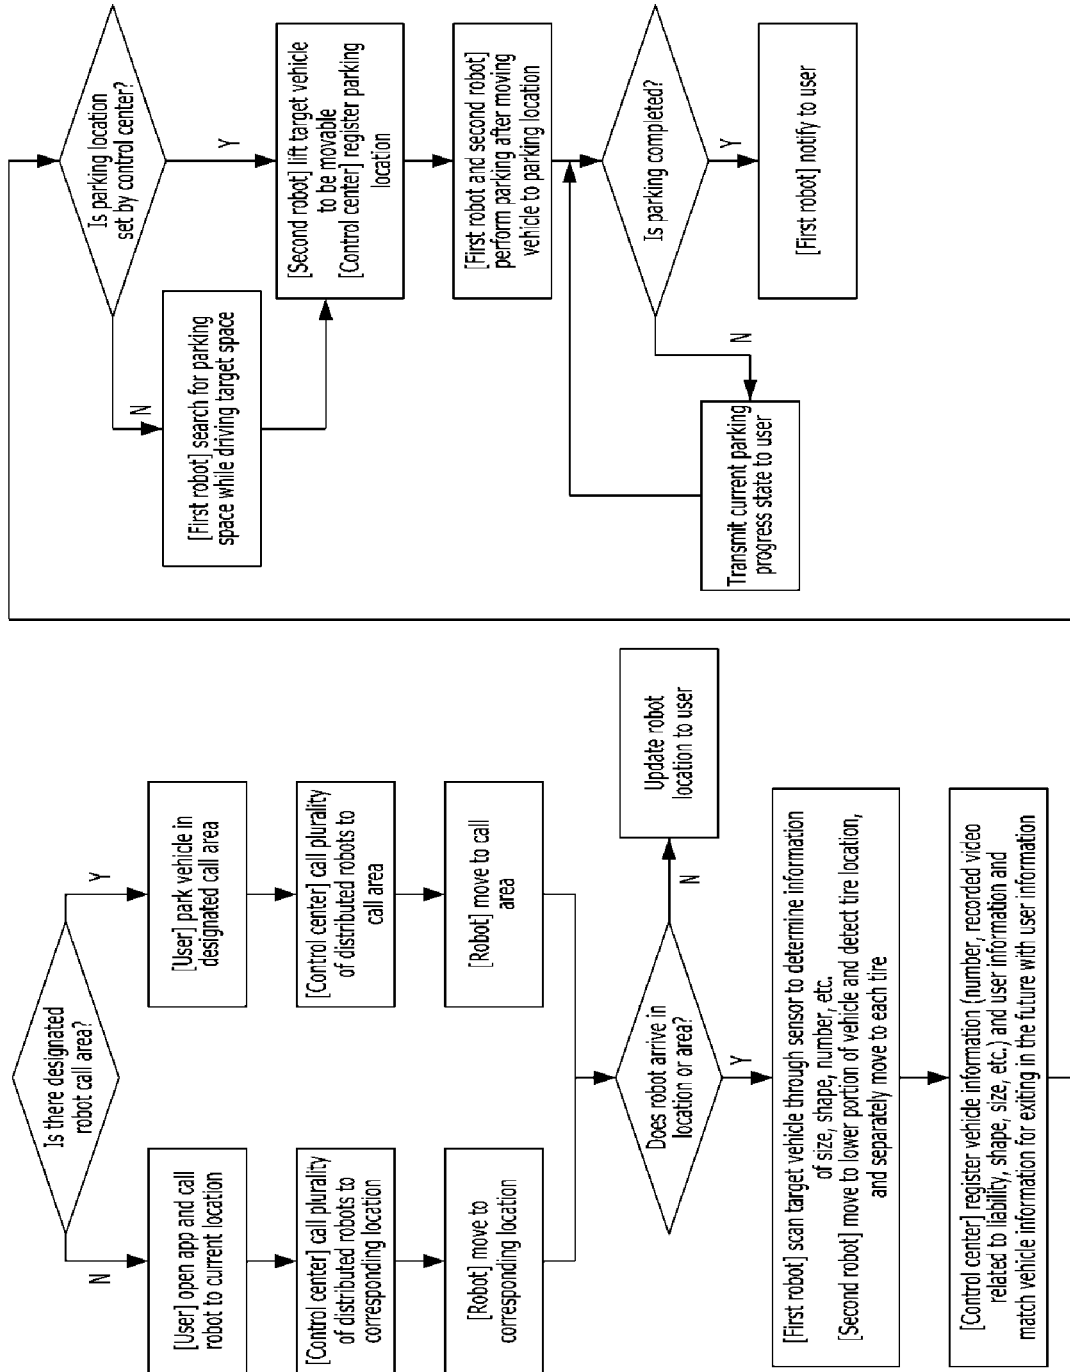 Is there designated
robot call area?
N
Y
[User] open app and call
robot to current location
[User] park vehicle in
designated call area
[Control center] call plurality
of distributed robots to
corresponding location
[Control center] call plurality
of distributed robots to
call area
[Robot] move to
corresponding location
[Robot] move to call
area
Does robot arrive in
location or area?
N
Update robot
location to user
Y
[First robot] scan target vehicle through sensor to determine information
of size, shape, number, etc.
[Second robot] move to lower portion of vehicle and detect tire location,
and separately move to each tire
[Control center] register vehicle information (number, recorded video
related to liability, shape, size, etc.) and user information and
match vehicle information for exiting in the future with user information
Is parking location
set by control center?
N
Y
[First robot] search for parking
space while driving target space
[Second robot] lift target vehicle
to be movable
[Control center] register parking
location
[First robot and second robot]
perform parking after moving
vehicle to parking location
Is parking completed?
N
Y
Transmit current parking
progress state to user
[First robot] notify to user